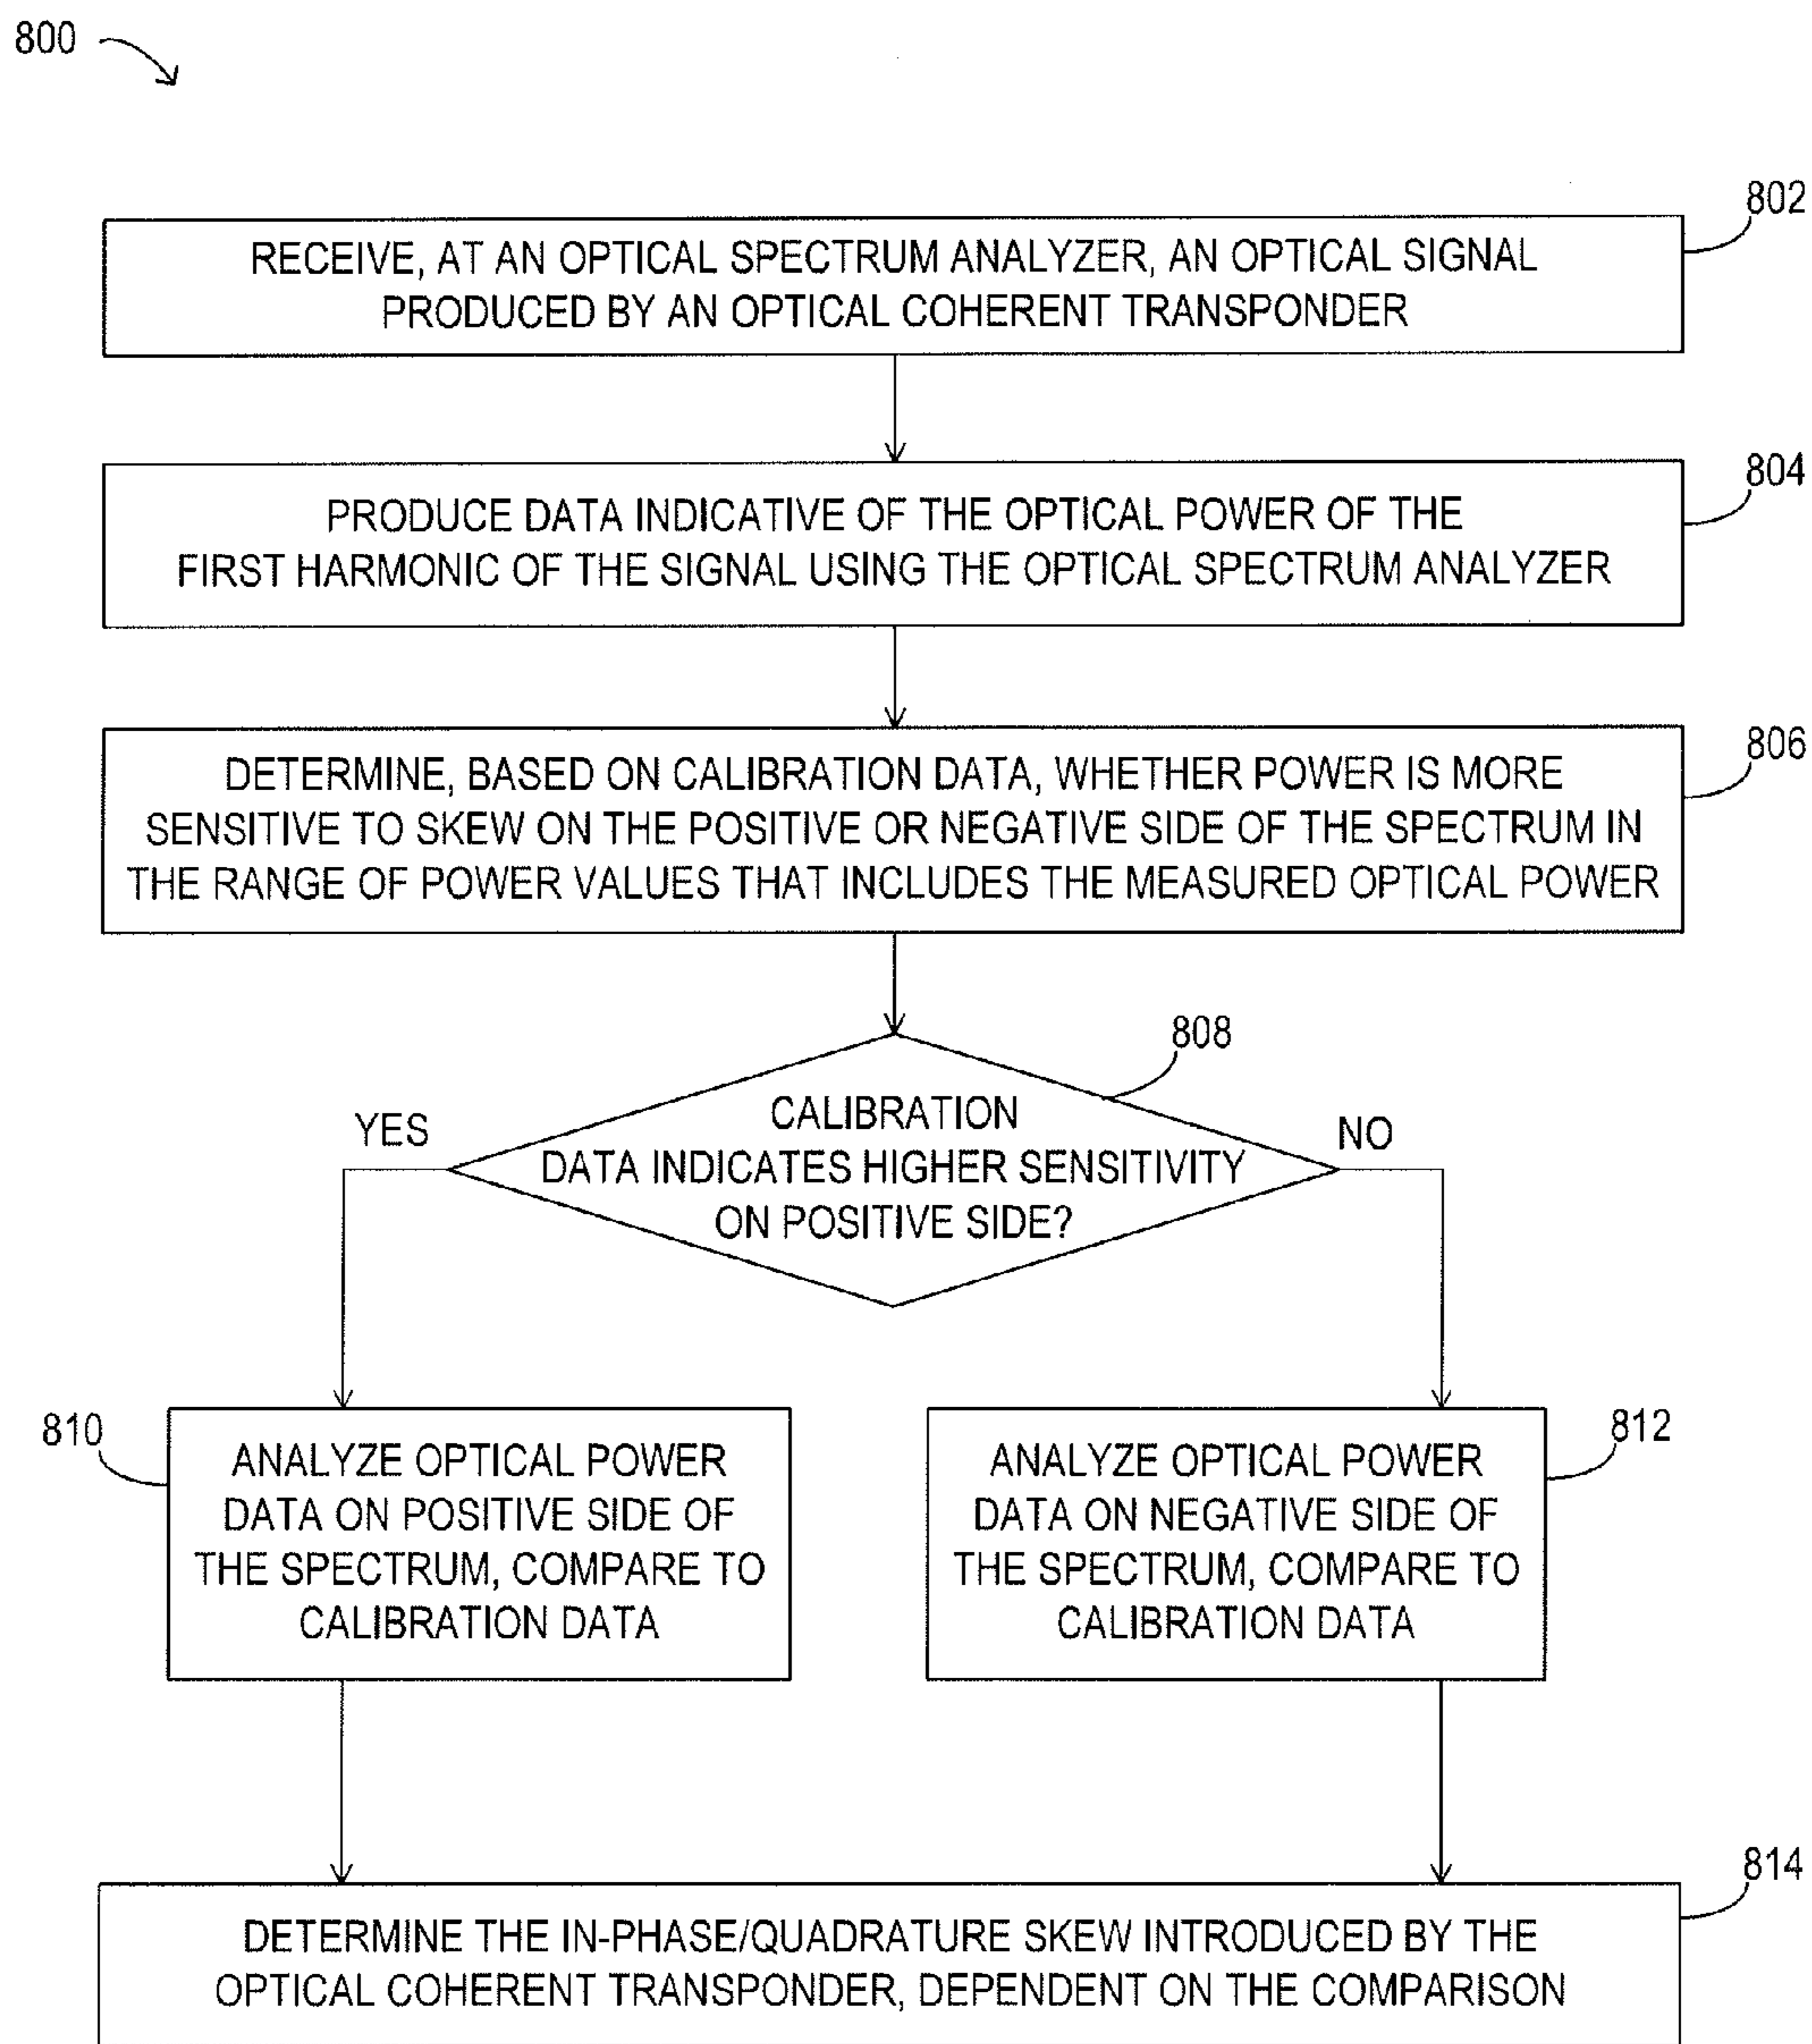 800
802
RECEIVE, AT AN OPTICAL SPECTRUM ANALYZER, AN OPTICAL SIGNAL
PRODUCED BY AN OPTICAL COHERENT TRANSPONDER
804
PRODUCE DATA INDICATIVE OF THE OPTICAL POWER OF THE
FIRST HARMONIC OF THE SIGNAL USING THE OPTICAL SPECTRUM ANALYZER
806
DETERMINE, BASED ON CALIBRATION DATA, WHETHER POWER IS MORE
SENSITIVE TO SKEW ON THE POSITIVE OR NEGATIVE SIDE OF THE SPECTRUM IN
THE RANGE OF POWER VALUES THAT INCLUDES THE MEASURED OPTICAL POWER
808
CALIBRATION
DATA INDICATES HIGHER SENSITIVITY
ON POSITIVE SIDE?
YES
NO
810
ANALYZE OPTICAL POWER
DATA ON POSITIVE SIDE OF
THE SPECTRUM, COMPARE TO
CALIBRATION DATA
812
ANALYZE OPTICAL POWER
DATA ON NEGATIVE SIDE OF
THE SPECTRUM, COMPARE TO
CALIBRATION DATA
814
DETERMINE THE IN-PHASE/QUADRATURE SKEW INTRODUCED BY THE
OPTICAL COHERENT TRANSPONDER, DEPENDENT ON THE COMPARISON